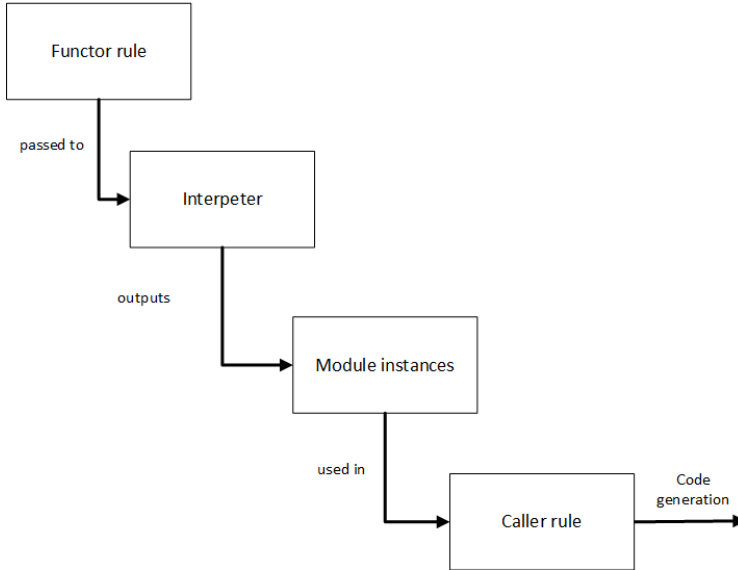 Functor rule
passed to
Interpeter
outputs
Module instances
used in
Caller rule
Code
generation